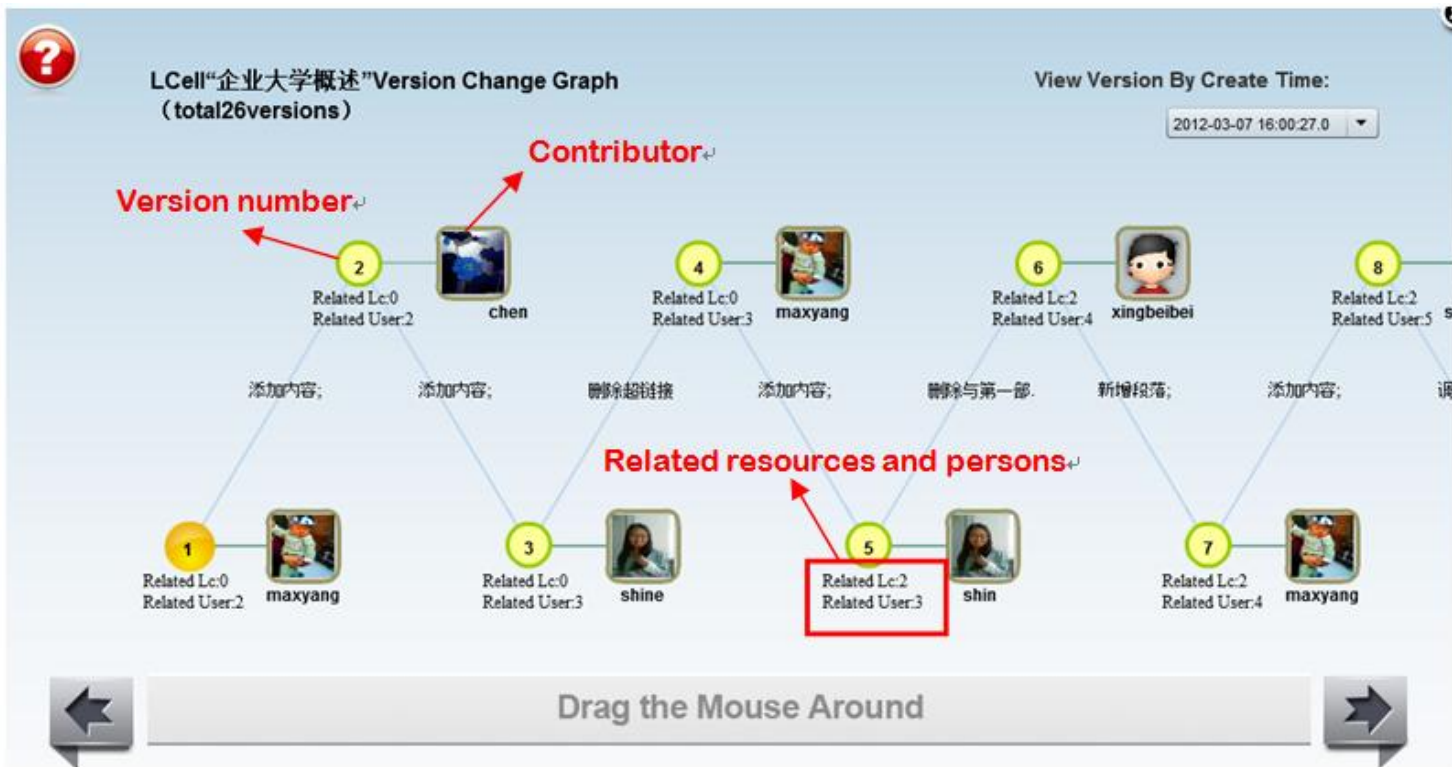 ?
LCell“企业大学概述”Version Change Graph
（total26versions）
View Version By Create Time:
2012-03-07 16:00:27.0
Contributor
Version number
2
Related Lc:0
Related User:2
chen
4
Related Lc:0
Related User:3
maxyang
6
Related Lc:2
Related User:4
xingbeibei
8
Related Lc:2
Related User:5
s
添加内容;
添加内容;
删除超链接
添加内容;
删除与第一部.
新增段落;
添加内容;
调
Related resources and persons
1
Related Lc:0
Related User:2
maxyang
3
Related Lc:0
Related User:3
shine
5
Related Lc:2
Related User:3
shin
7
Related Lc:2
Related User:4
maxyang
Drag the Mouse Around